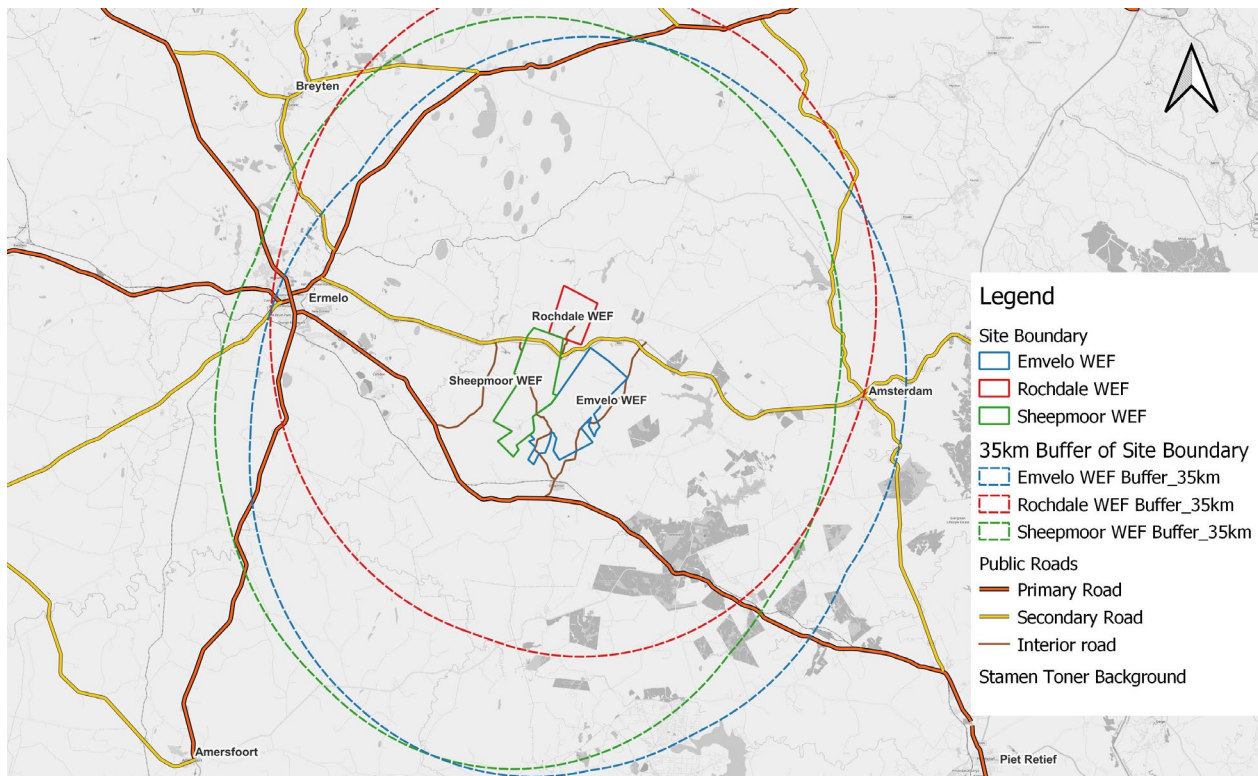 Breyten
Ermelo
Rochdale WEF
Sheepmoor WEF
Emvelo WEF
Amsterdam
Amersfoort
Piet Retief
Legend
Site Boundary
Emvelo WEF
Rochdale WEF
Sheepmoor WEF
35km Buffer of Site Boundary
Emvelo WEF Buffer_35km
Rochdale WEF Buffer_35km
Sheepmoor WEF Buffer_35km
Public Roads
Primary Road
Secondary Road
Interior road
Stamen Toner Background